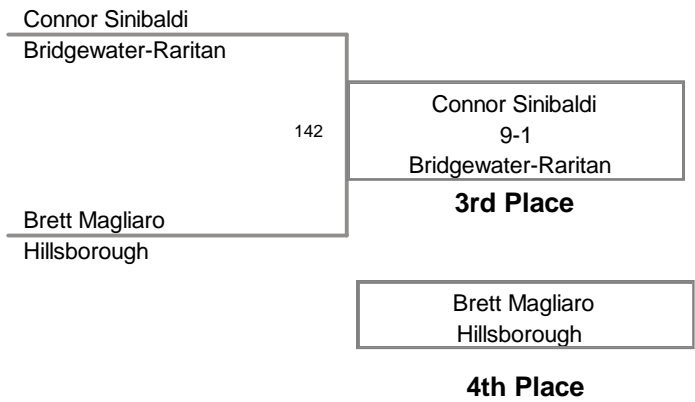 Connor Sinibaldi
Bridgewater-Raritan
142
Connor Sinibaldi
9-1
Bridgewater-Raritan
3rd Place
Brett Magliaro
Hillsborough
Brett Magliaro
Hillsborough
4th Place